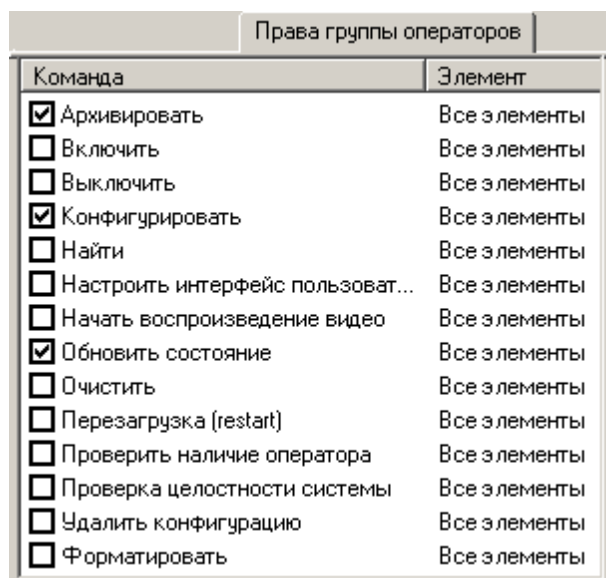 Права группы операторов
Команда Элемент
Архивировать Все элементы
Включить Все элементы
Выключить Все элементы
Конфигурировать Все элементы
Найти Все элементы
Настроить интерфейс пользоват... Все элементы
Начать воспроизведение видео Все элементы
Обновить состояние Все элементы
Очистить Все элементы
Перезагрузка (restart) Все элементы
Проверить наличие оператора Все элементы
Проверка целостности системы Все элементы
Удалить конфигурацию Все элементы
Форматировать Все элементы